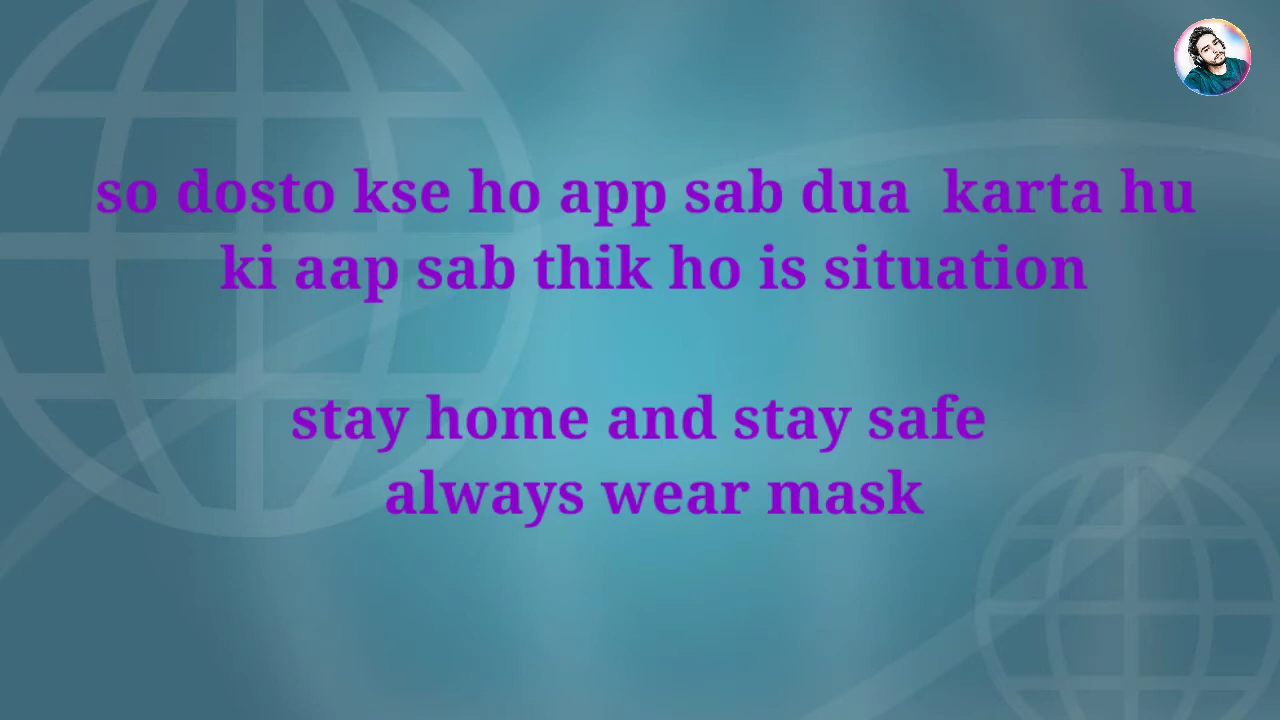 so dosto kse ho app sab dua karta hu
ki aap sab thik ho is situation
stay home and stay safe
always wear mask